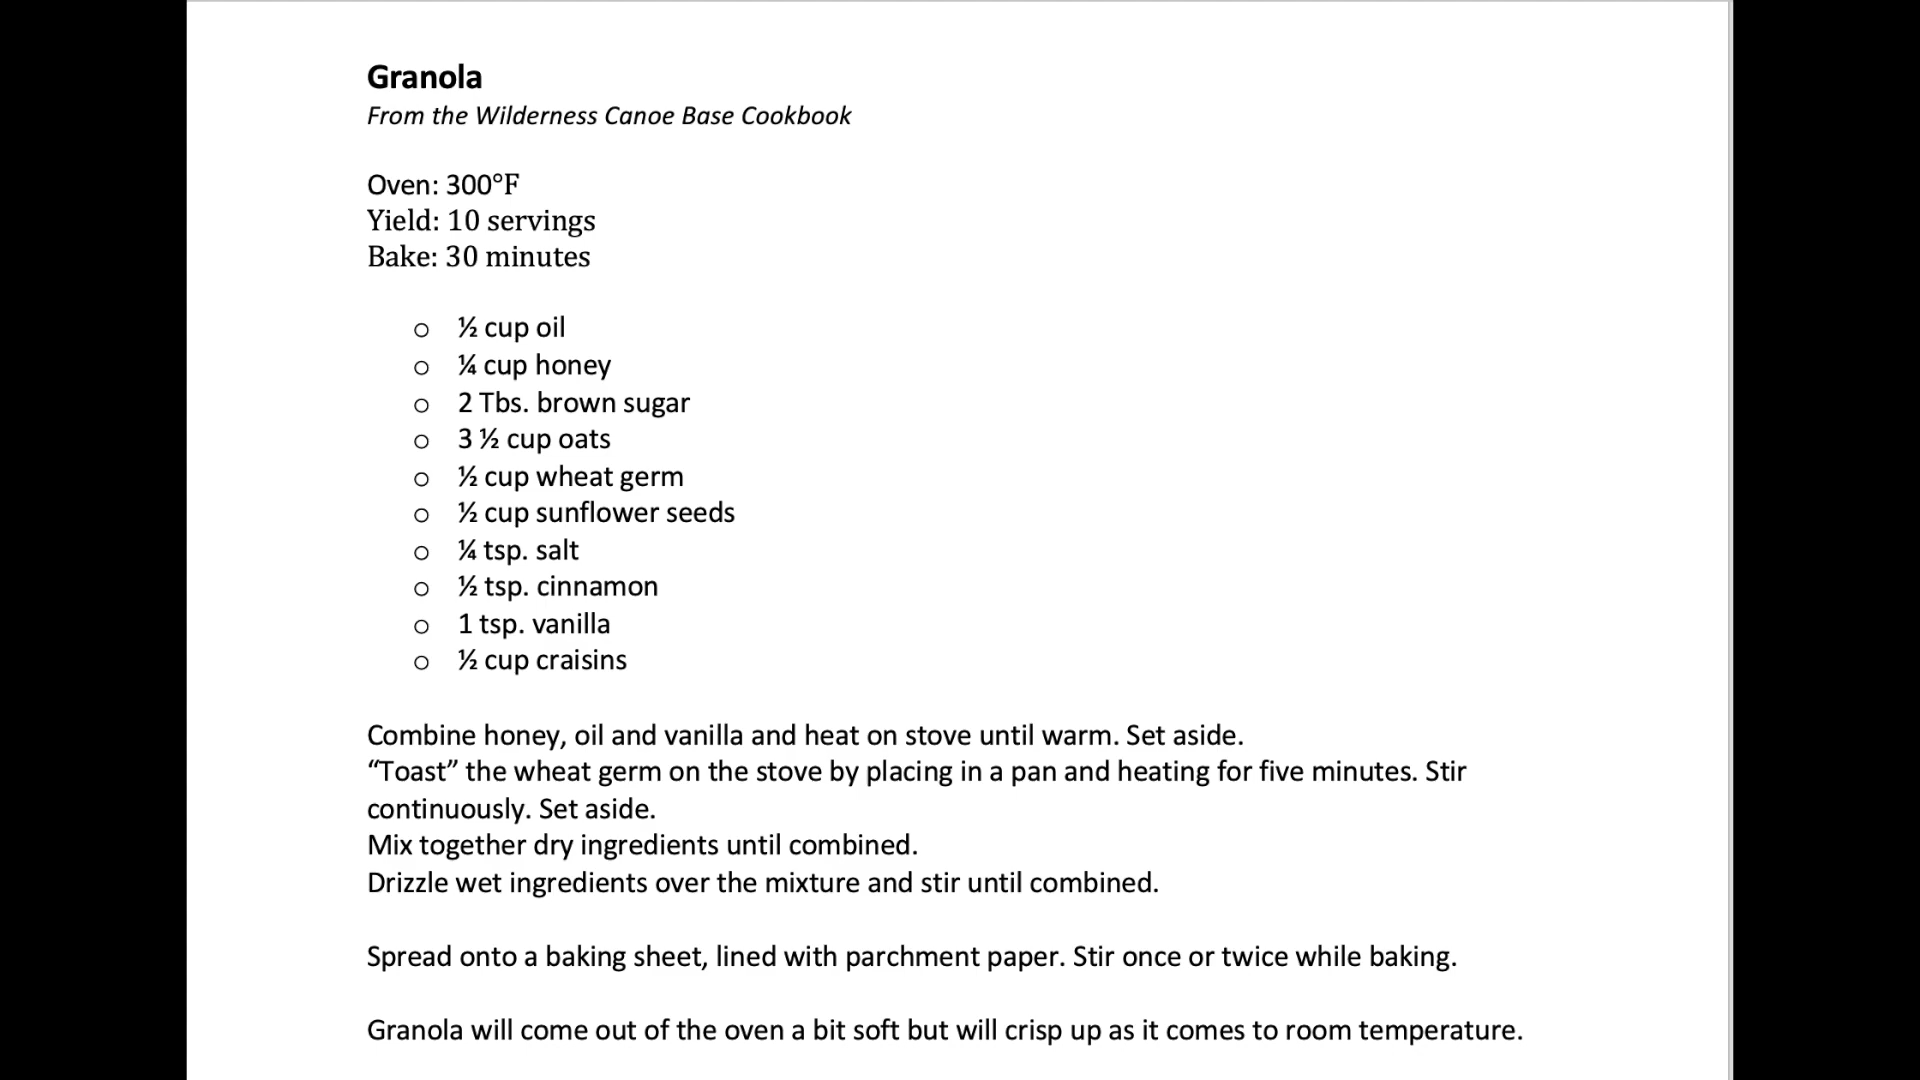 Granola
From the Wilderness Canoe Base Cookbook
Oven: 300°F
Yield: 10 servings
Bake: 30 minutes
o ½ cup oil
o ¼ cup honey
o 2 Tbs. brown sugar
o 3 ½ cup oats
o ½ cup wheat germ
o ½ cup sunflower seeds
o ¼ tsp. salt
o ½ tsp. cinnamon
o 1 tsp. vanilla
o ½ cup craisins
Combine honey, oil and vanilla and heat on stove until warm. Set aside.
“Toast” the wheat germ on the stove by placing in a pan and heating for five minutes. Stir
continuously. Set aside.
Mix together dry ingredients until combined.
Drizzle wet ingredients over the mixture and stir until combined.
Spread onto a baking sheet, lined with parchment paper. Stir once or twice while baking.
Granola will come out of the oven a bit soft but will crisp up as it comes to room temperature.